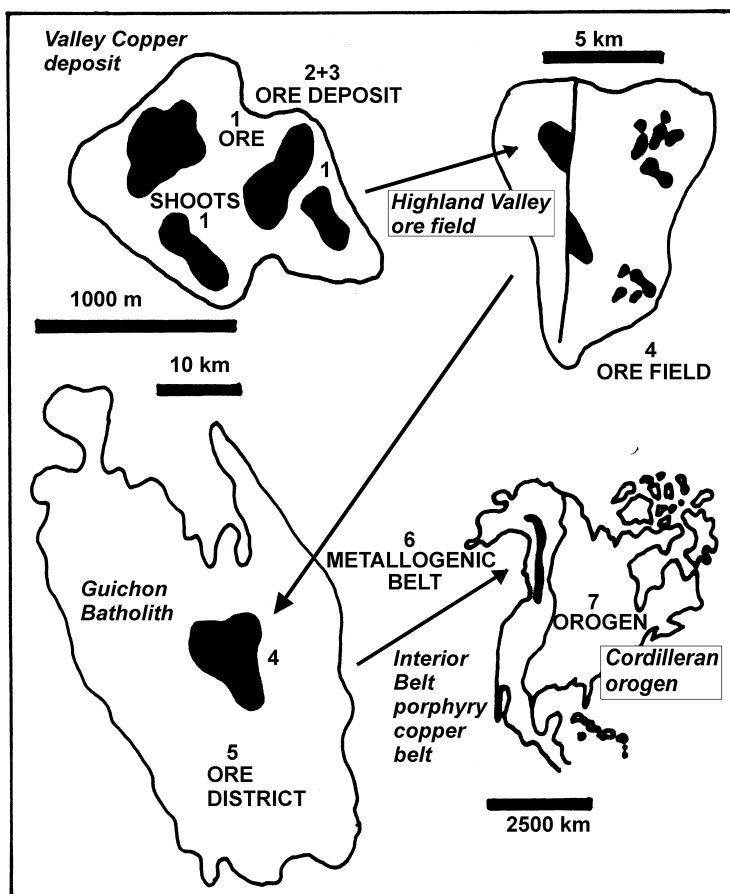 Valley Copper
deposit
2+3
ORE DEPOSIT
1
ORE
SHOOTS
1
1
1000 m
5 km
Highland Valley
ore field
4
ORE FIELD
10 km
Guichon
Batholith
4
5
ORE
DISTRICT
6
METALLOGENIC
BELT
Interior
Belt
porphyry
copper
belt
7
OROGEN
Cordilleran
orogen
2500 km